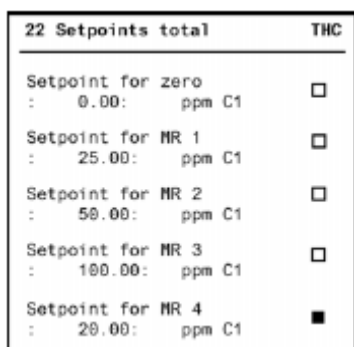 22 Setpoints total THC
Setpoint for zero
: 0.00: ppm C1
Setpoint for MR 1
: 25.00: ppm C1
Setpoint for MR 2
: 50.00: ppm C1
Setpoint for MR 3
: 100.00: ppm C1
Setpoint for MR 4
: 20.00: ppm C1